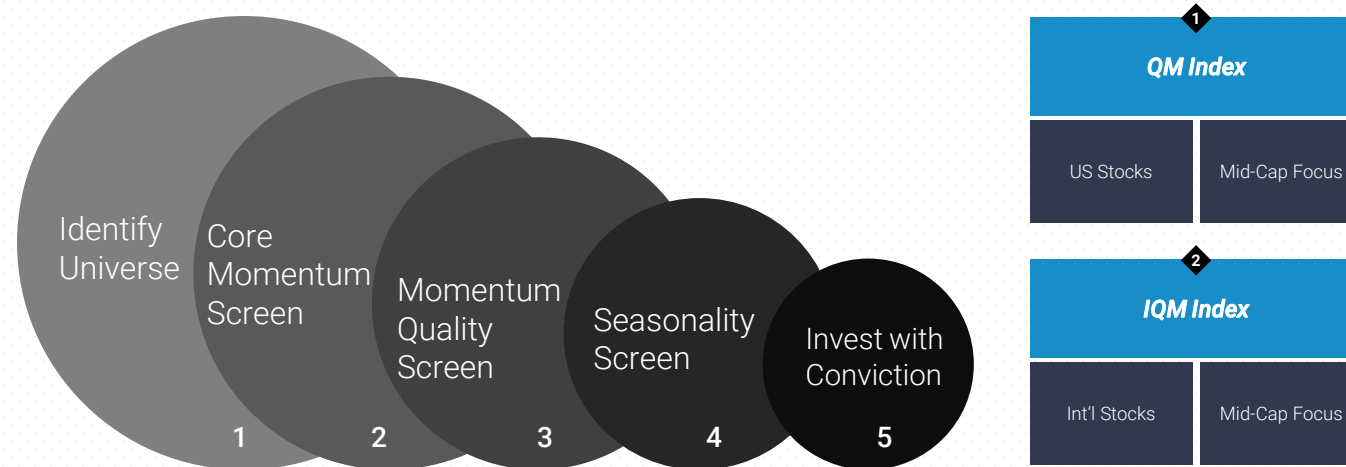 Identify
Universe
Core
Momentum
Screen
Momentum
Quality
Screen
Seasonality
Screen
Invest with
Conviction
1
2
3
4
5
1
QM Index
US Stocks
Mid-Cap Focus
2
IQM Index
Int'l Stocks
Mid-Cap Focus